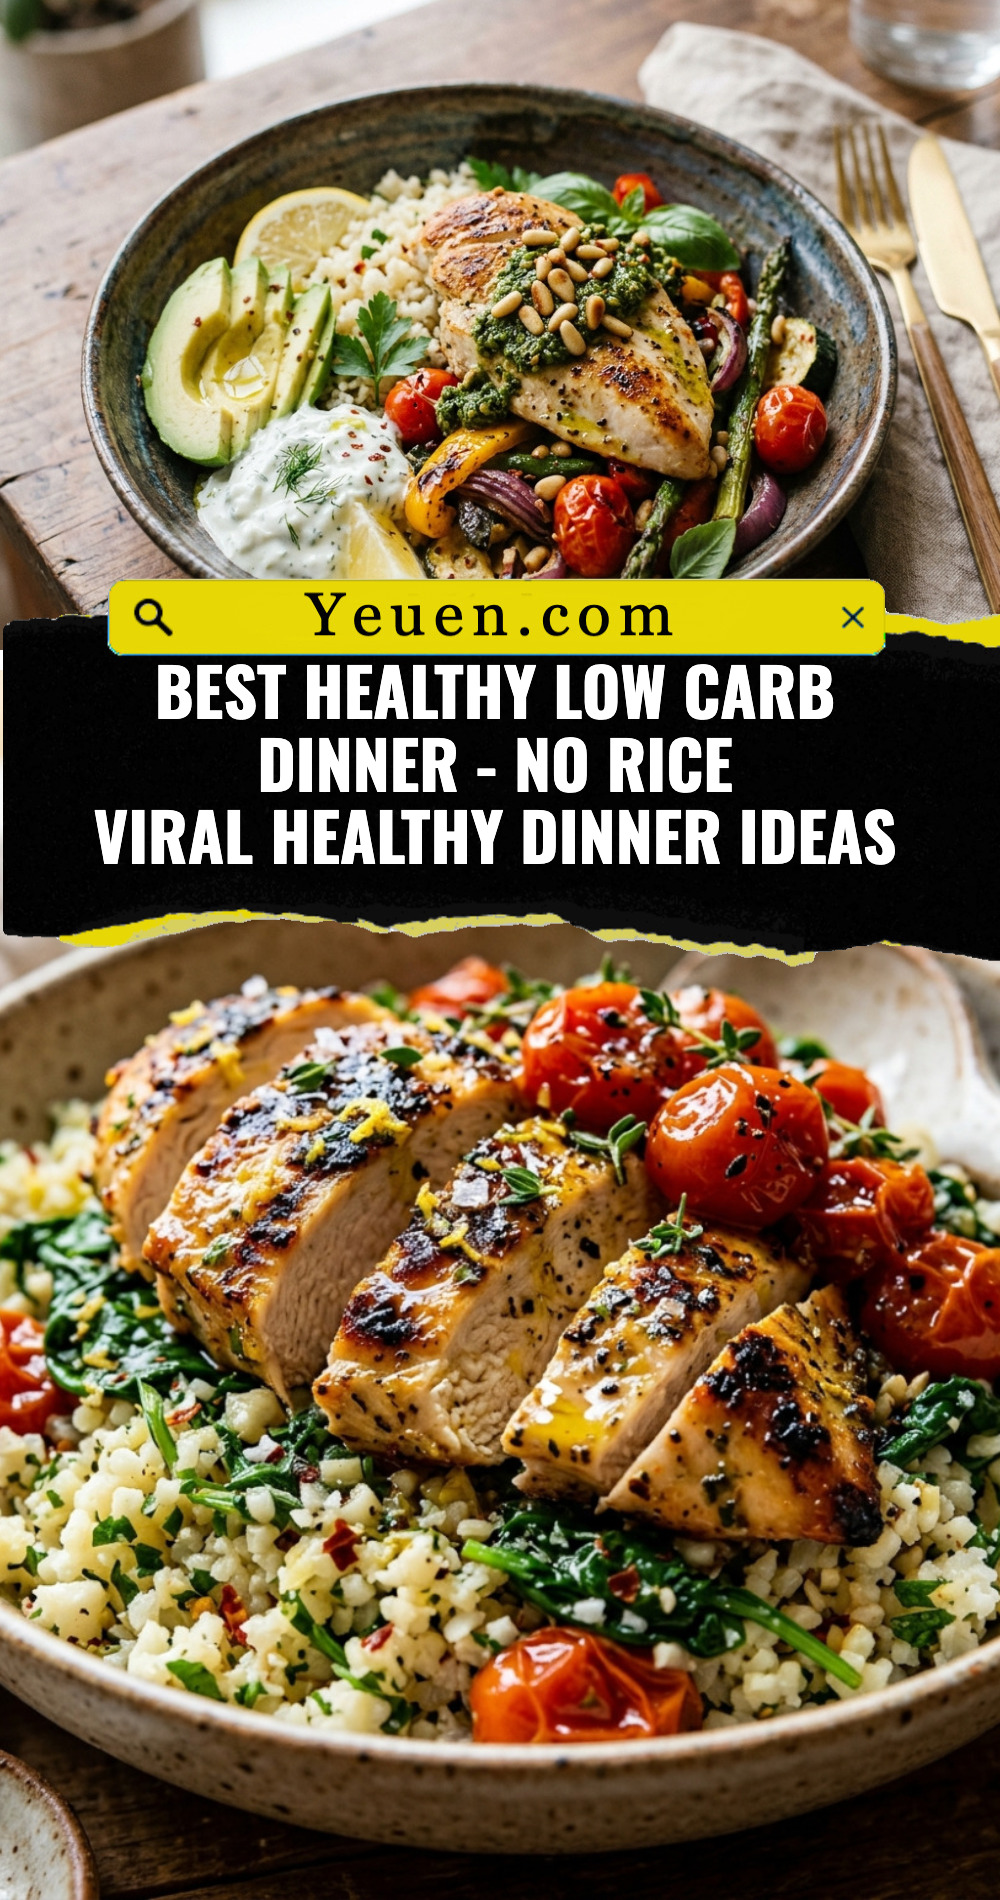 Yeuen.com
BEST HEALTHY LOW CARB
DINNER - NO RICE
VIRAL HEALTHY DINNER IDEAS